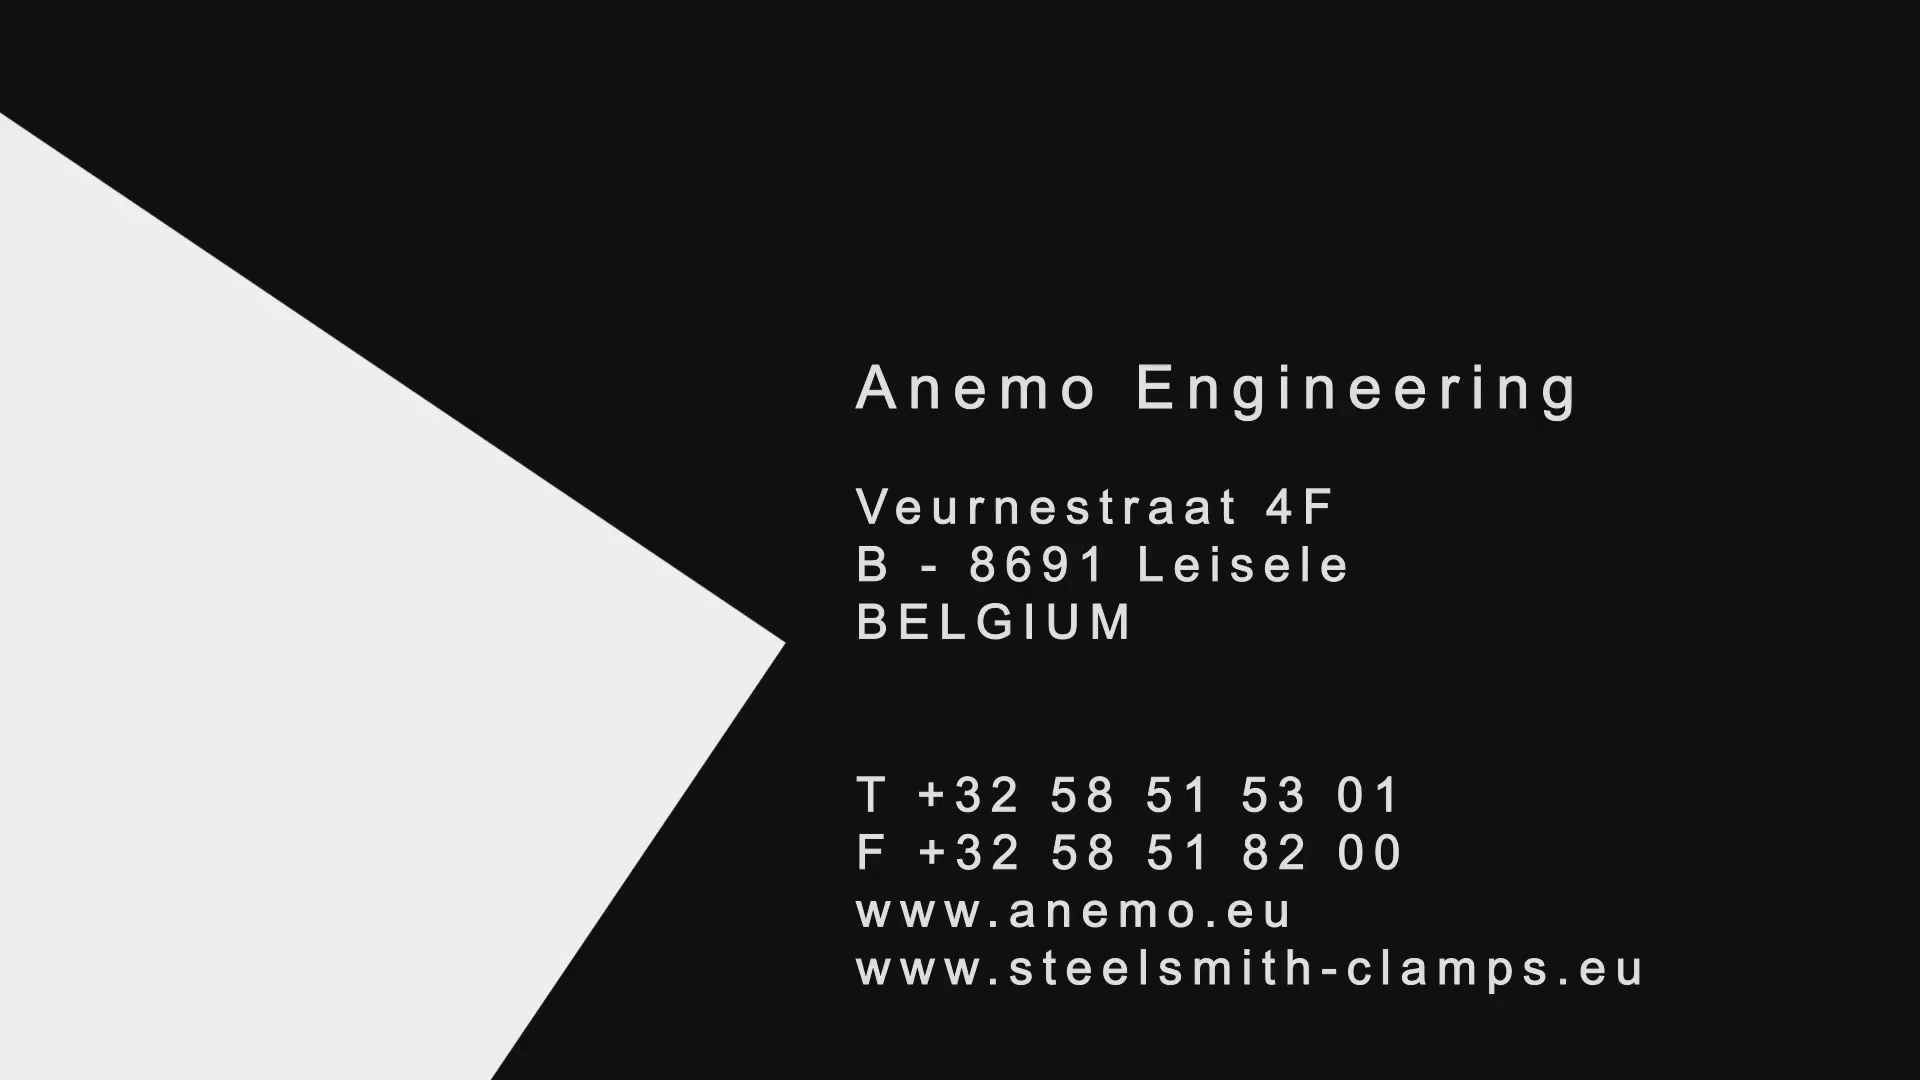 Anemo Engineering
Veurnestraat 4F
B - 8691 Leisele
BELGIUM
T +32 58 51 53 01
F +32 58 51 82 00
www.anemo.eu
www.steelsmith-clamps.eu